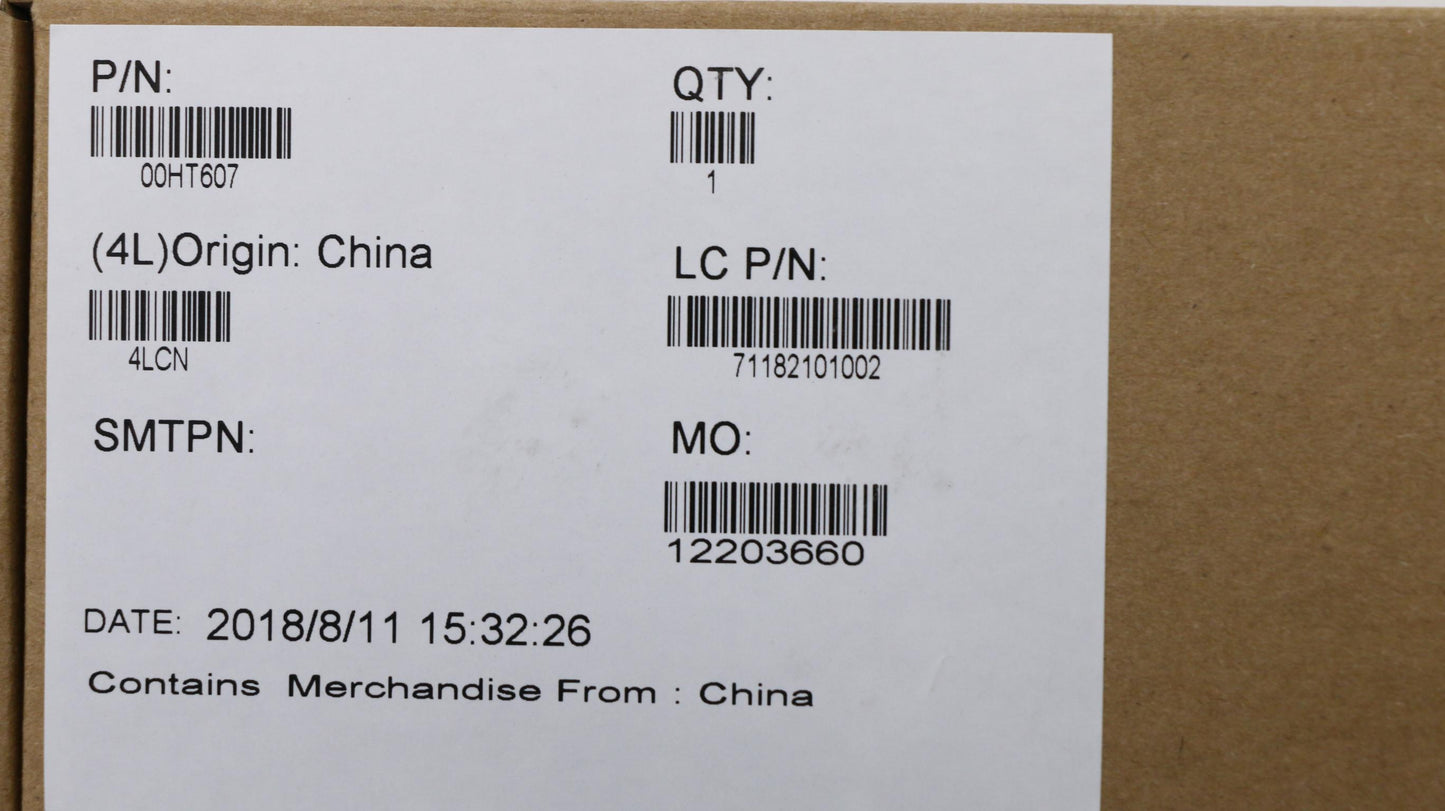 P/N:
00HT607
QTY:
1
(4L)Origin: China
4LCN
LC P/N:
71182101002
SMTPN:
MO:
12203660
DATE: 2018/8/11 15:32:26
Contains Merchandise From : China